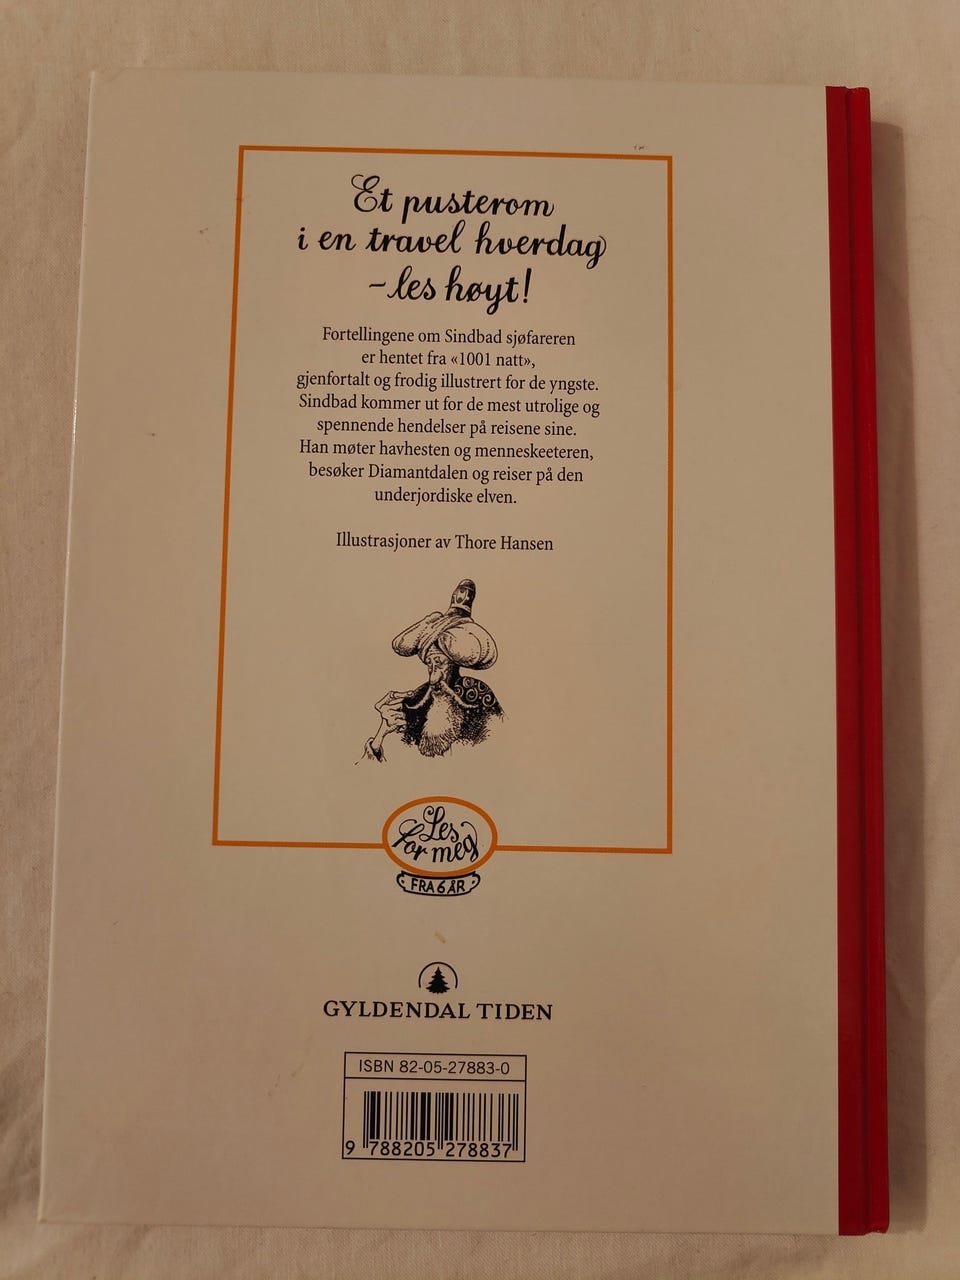 Et pusterom
i en travel hverdag
– les høyt!
Fortellingene om Sindbad sjøfareren
er hentet fra «1001 natt»,
gjenfortalt og frodig illustrert for de yngste.
Sindbad kommer ut for de mest utrolige og
spennende hendelser på reisene sine.
Han møter havhesten og menneskeeteren,
besøker Diamantdalen og reiser på den
underjordiske elven.
Illustrasjoner av Thore Hansen
Les
for meg
FRA 6 ÅR
GYLDENDAL TIDEN
ISBN 82-05-27883-0
9 788205 278837